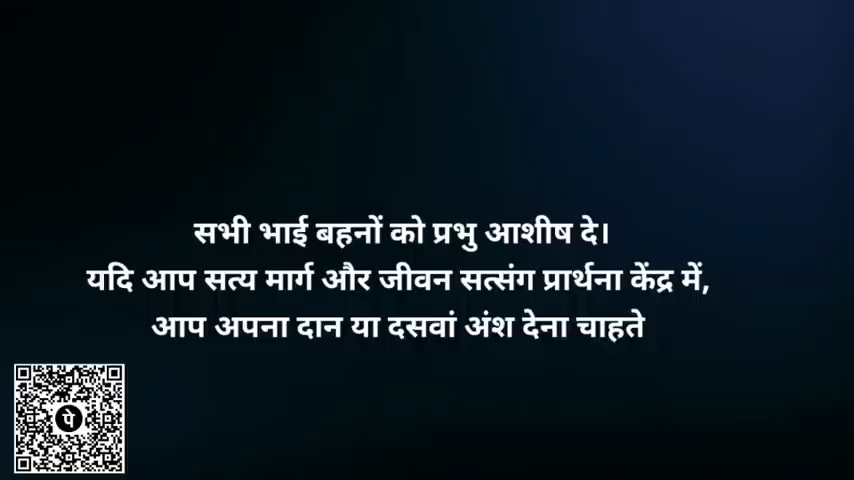 सभी भाई बहनों को प्रभु आशीष दे।
यदि आप सत्य मार्ग और जीवन सत्संग प्रार्थना केंद्र में,
आप अपना दान या दसवां अंश देना चाहते
पे